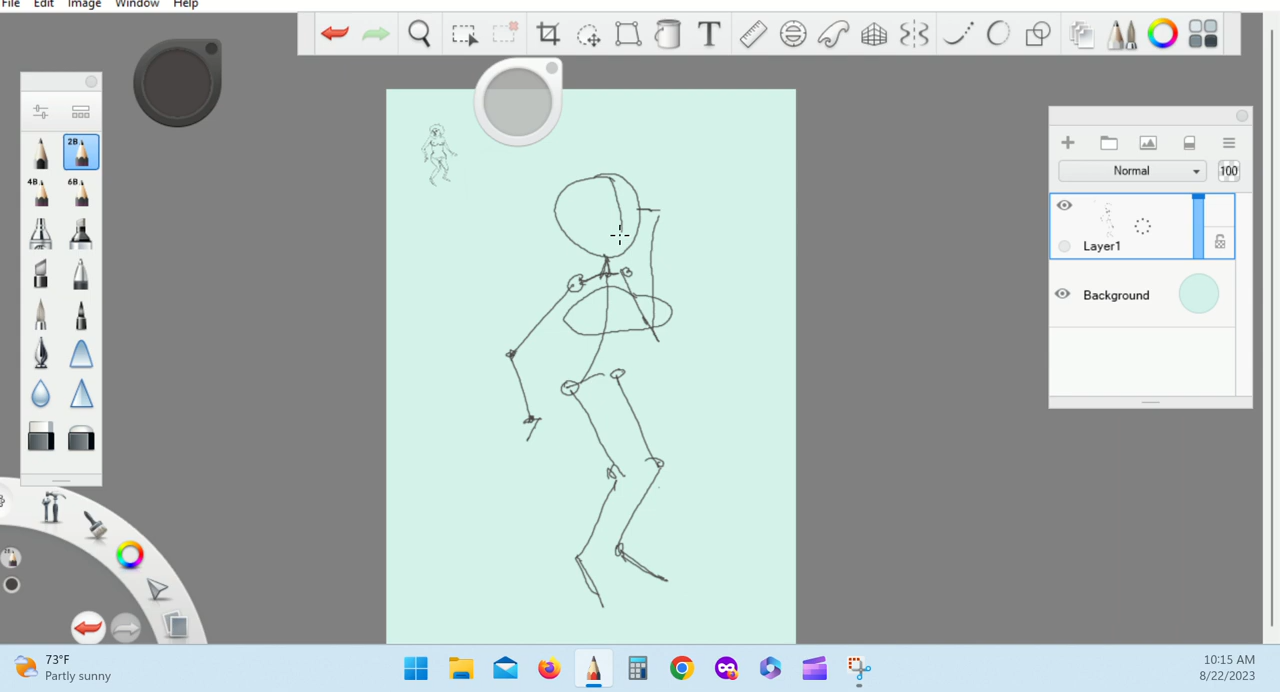 File Edit Image Window Help
T
2B
4B 6B
Normal 100
Layer1
Background
73°F
Partly sunny
10:15 AM
8/22/2023